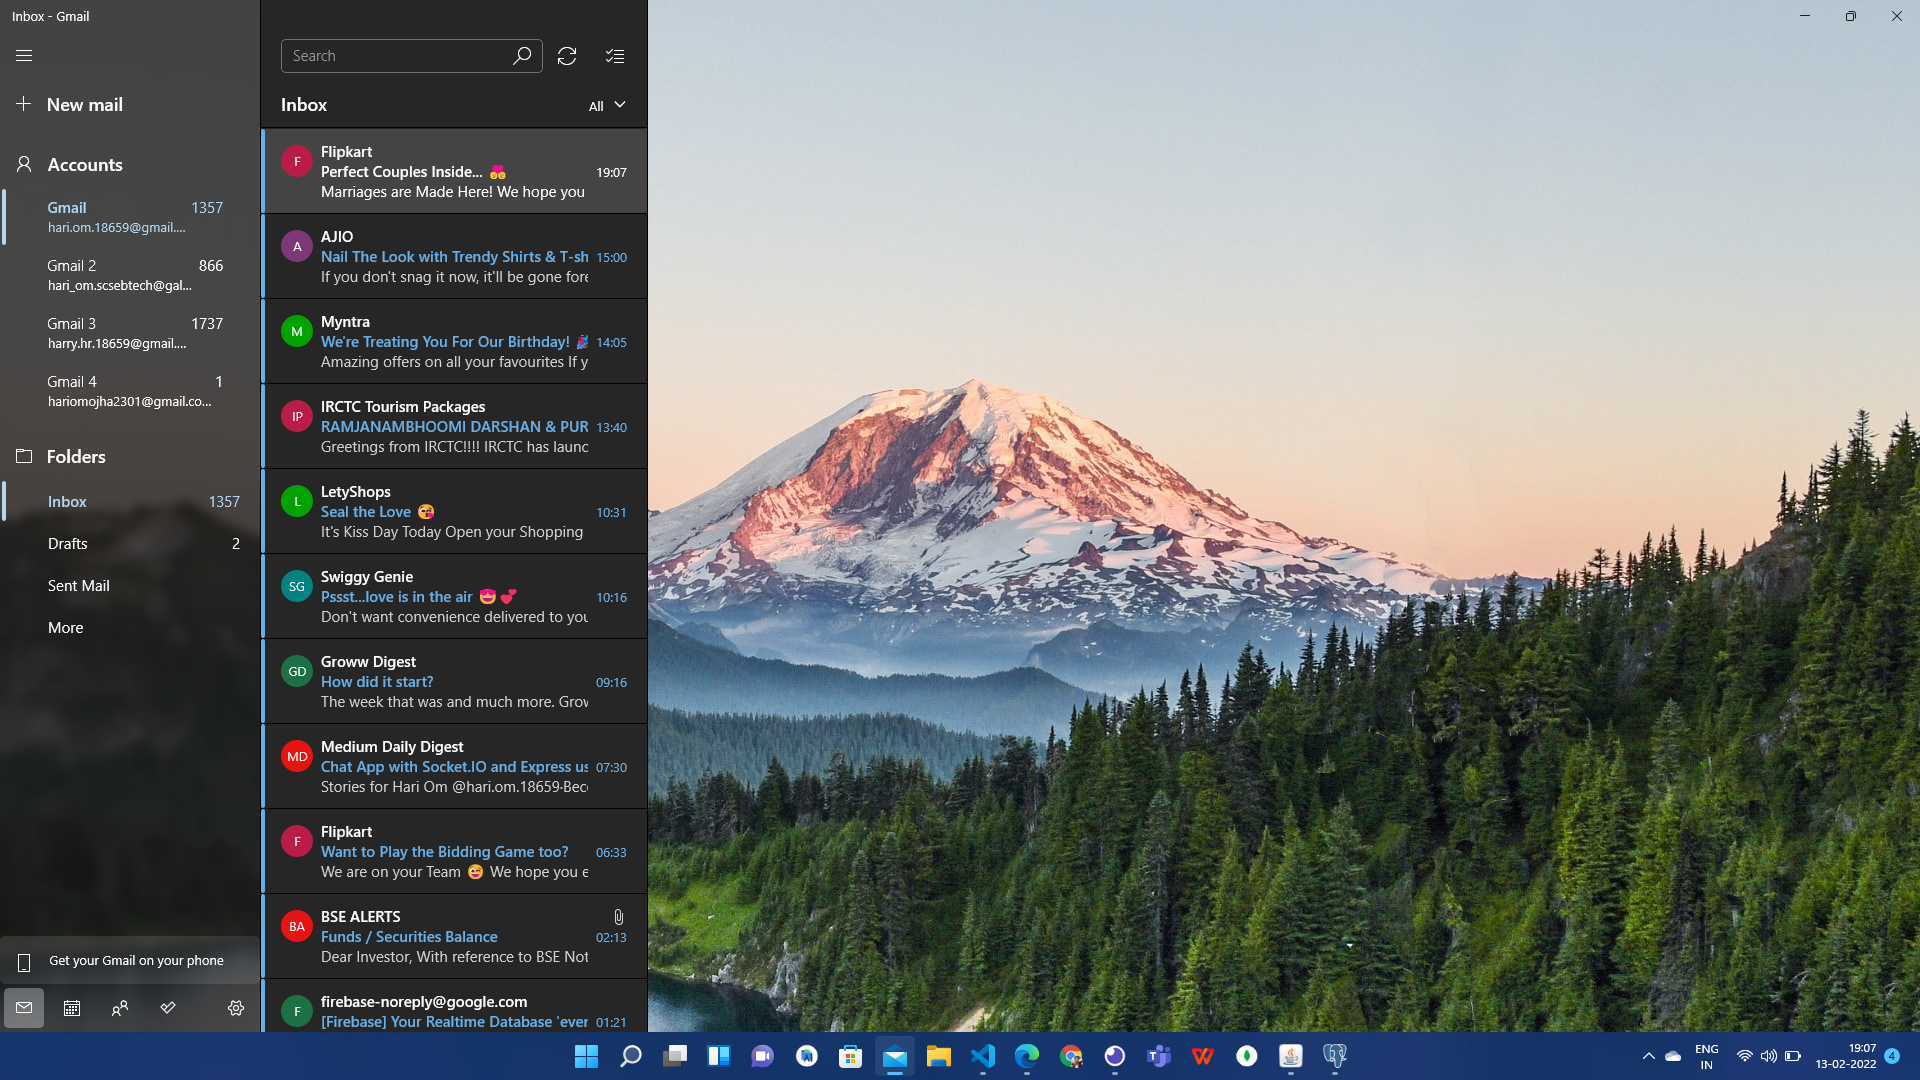 Inbox - Gmail
New mail
Accounts
Gmail 1357
hari.om.18659@gmail....
Gmail 2 866
hari_om.scsebtech@gal...
Gmail 3 1737
harry.hr.18659@gmail....
Gmail 4 1
hariomojha2301@gmail.co...
Folders
Inbox 1357
Drafts 2
Sent Mail
More
Get your Gmail on your phone
Search
Inbox All
F
Flipkart
Perfect Couples Inside... 19:07
Marriages are Made Here! We hope you
A
AJIO
Nail The Look with Trendy Shirts & T-sh 15:00
If you don't snag it now, it'll be gone fore
M
Myntra
We're Treating You For Our Birthday! 🎉 14:05
Amazing offers on all your favourites If y
IP
IRCTC Tourism Packages
RAMJANAMBHOOMI DARSHAN & PUR 13:40
Greetings from IRCTC!!!! IRCTC has launc
L
LetyShops
Seal the Love 😘 10:31
It's Kiss Day Today Open your Shopping
SG
Swiggy Genie
Pssst...love is in the air 😍💕 10:16
Don't want convenience delivered to you
GD
Groww Digest
How did it start? 09:16
The week that was and much more. Grow
MD
Medium Daily Digest
Chat App with Socket.IO and Express us 07:30
Stories for Hari Om @hari.om.18659·Bec
F
Flipkart
Want to Play the Bidding Game too? 06:33
We are on your Team 😄 We hope you e
BA
BSE ALERTS
Funds / Securities Balance 02:13
Dear Investor, With reference to BSE Not
F
firebase-noreply@google.com
[Firebase] Your Realtime Database 'ever 01:21
ENG
IN
19:07
13-02-2022
4